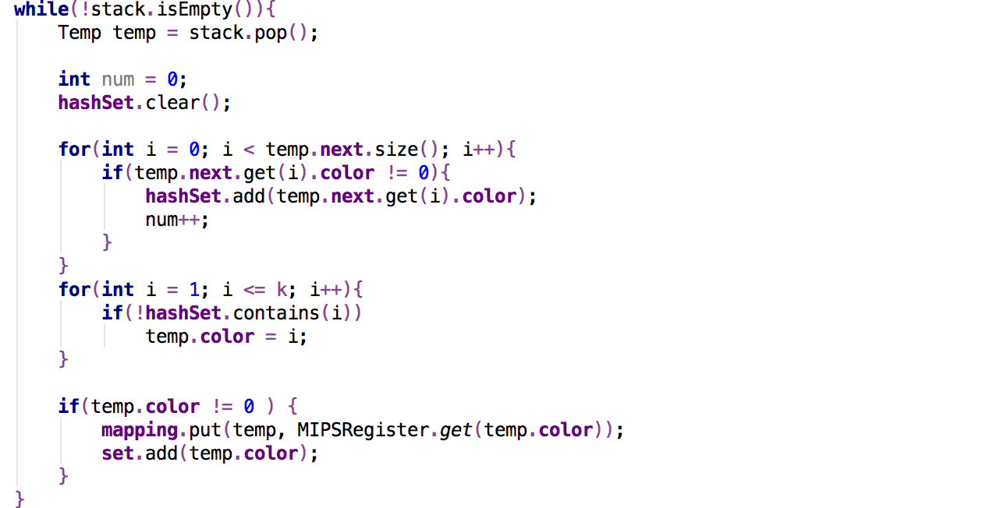 while(!stack.isEmpty()){
    Temp temp = stack.pop();

    int num = 0;
    hashSet.clear();

    for(int i = 0; i < temp.next.size(); i++){
        if(temp.next.get(i).color != 0){
            hashSet.add(temp.next.get(i).color);
            num++;
        }
    }
    for(int i = 1; i <= k; i++){
        if(!hashSet.contains(i))
            temp.color = i;
    }

    if(temp.color != 0 ) {
        mapping.put(temp, MIPSRegister.get(temp.color));
        set.add(temp.color);
    }
}